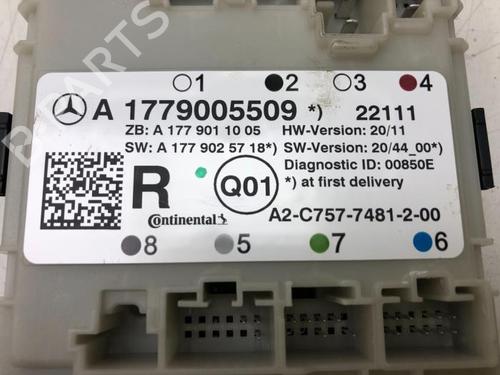 1 2 3 4
A 1779005509 *) 22111
ZB: A 177 901 10 05 HW-Version: 20/11
SW: A 177 902 57 18*) SW-Version: 20/44_00*)
Diagnostic ID: 00850E
R Q01 *) at first delivery
Continental A2-C757-7481-2-00
8 5 7 6
B-PARTS